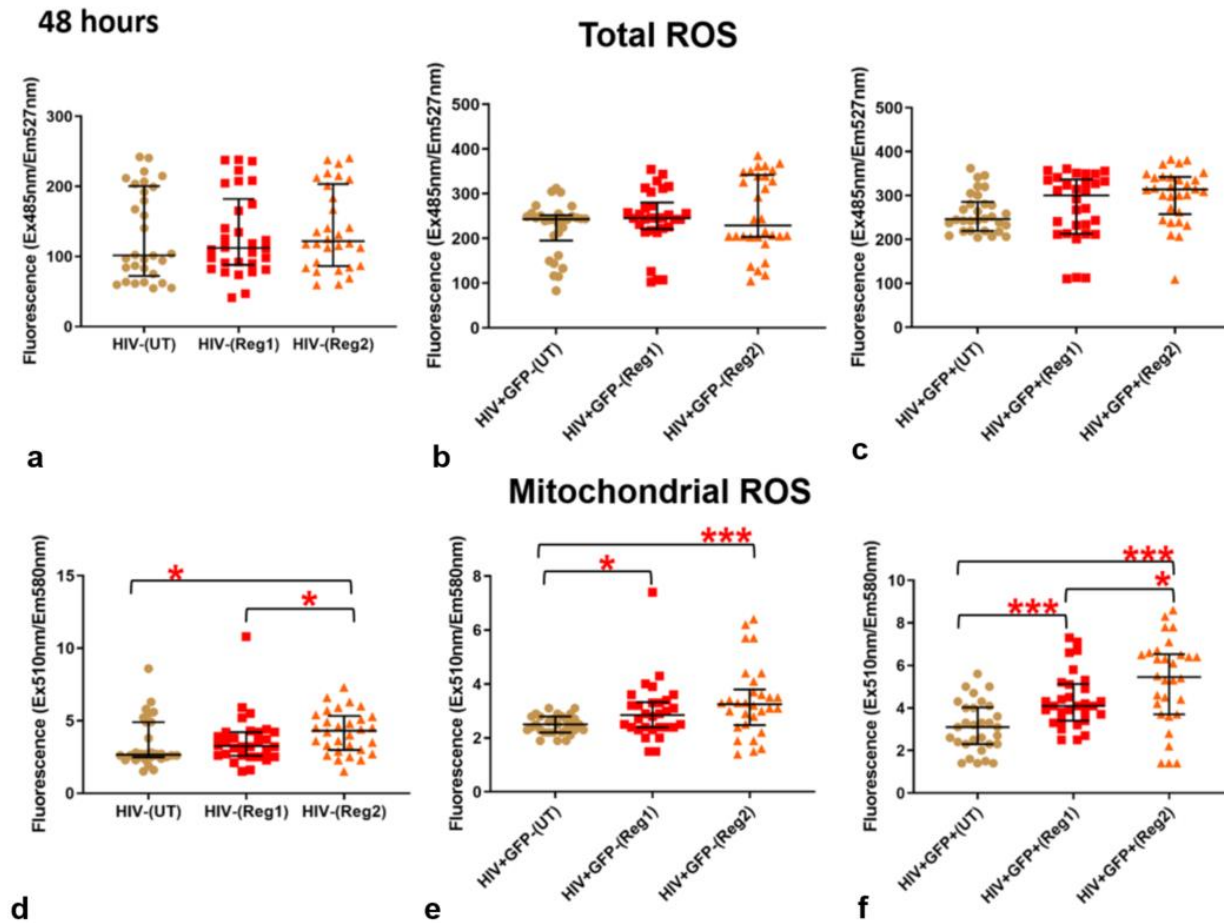 48 hours
Total ROS
Fluorescence (Ex485nm/Em527nm)
300
200
100
0
HIV-(UT) HIV-(Reg1) HIV-(Reg2)
a
Fluorescence (Ex485nm/Em527nm)
500
400
300
200
100
0
HIV+GFP-(UT)
HIV+GFP-(Reg1)
HIV+GFP-(Reg2)
b
Fluorescence (Ex485nm/Em527nm)
500
400
300
200
100
0
HIV+GFP+(UT)
HIV+GFP+(Reg1)
HIV+GFP+(Reg2)
c
Mitochondrial ROS
Fluorescence (Ex510nm/Em580nm)
15
10
5
0
*
*
HIV-(UT) HIV-(Reg1) HIV-(Reg2)
d
Fluorescence (Ex510nm/Em580nm)
8
6
4
2
0
***
*
HIV+GFP-(UT)
HIV+GFP-(Reg1)
HIV+GFP-(Reg2)
e
Fluorescence (Ex510nm/Em580nm)
10
8
6
4
2
0
***
*
***
HIV+GFP+(UT)
HIV+GFP+(Reg1)
HIV+GFP+(Reg2)
f